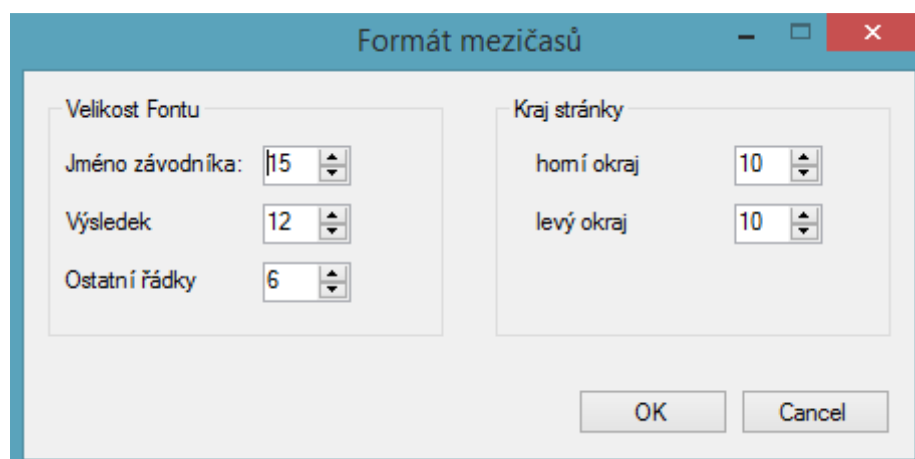 Formát mezičasů
Velikost Fontu
Jméno závodníka: 15
Výsledek 12
Ostatní řádky 6
Kraj stránky
horní okraj 10
levý okraj 10
OK Cancel